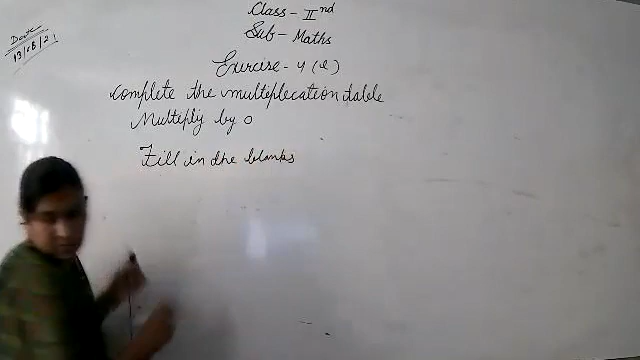 Date
13/08/21
Class - IInd
Sub - Maths
Exercise - 4 (e)
Complete the multiplecation table
Multiply by 0
Fill in the blanks